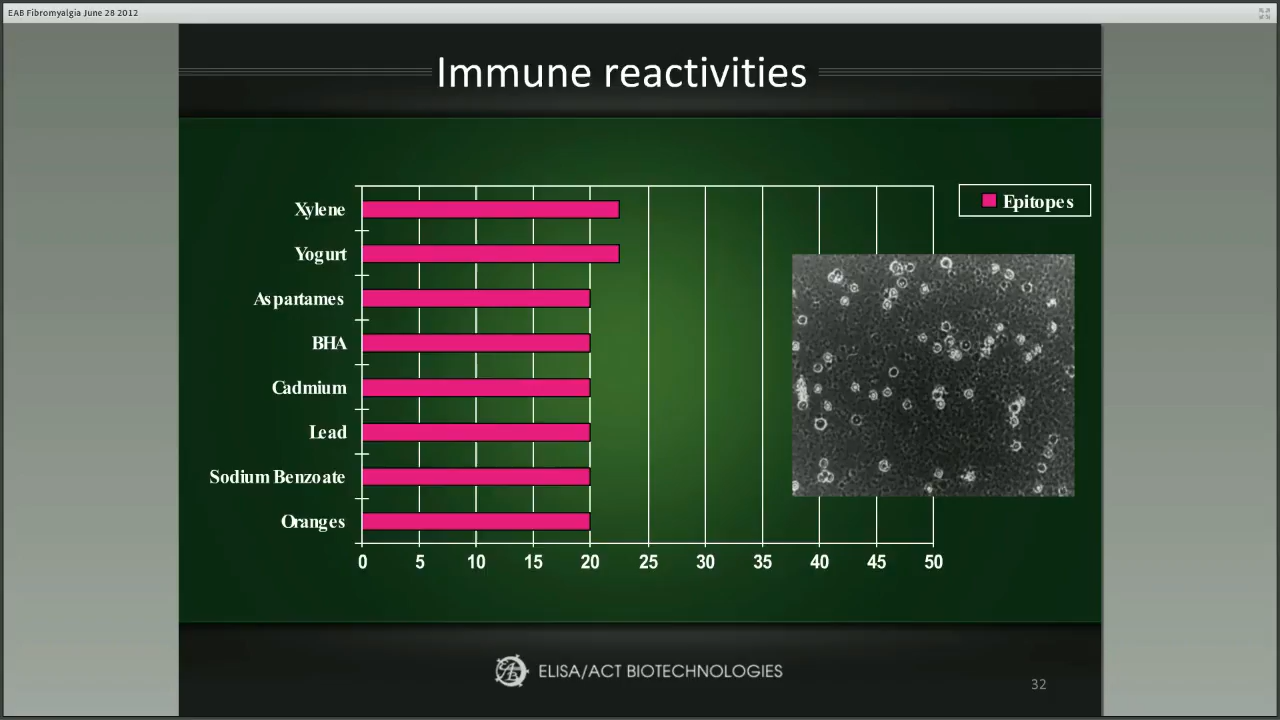 EAB Fibromyalgia June 28 2012
Immune reactivities
Epitopes
Xylene
Yogurt
Aspartames
BHA
Cadmium
Lead
Sodium Benzoate
Oranges
0 5 10 15 20 25 30 35 40 45 50
ELISA/ACT BIOTECHNOLOGIES
32